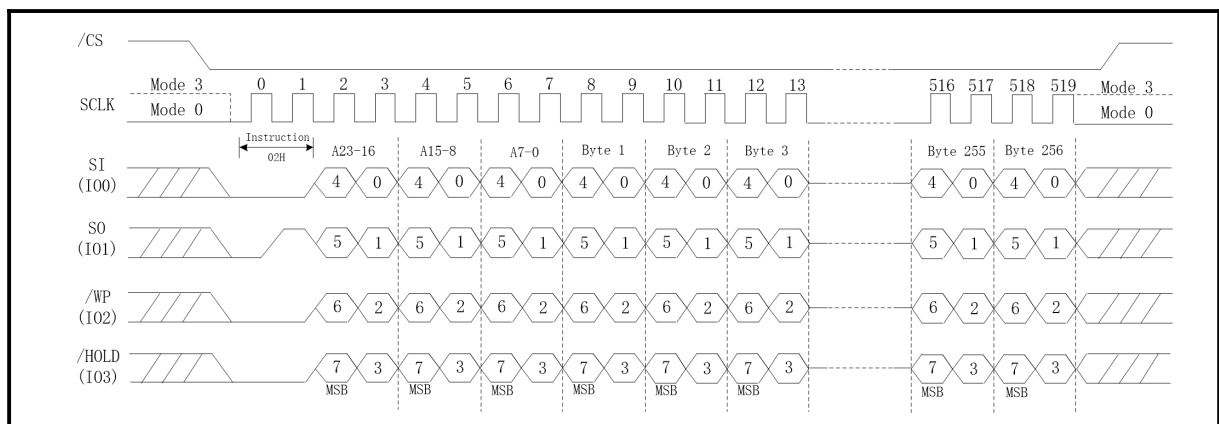 /CS
Mode 3 0 1 2 3 4 5 6 7 8 9 10 11 12 13 516 517 518 519 Mode 3
SCLK
Mode 0 Mode 0
Instruction
02H
A23-16 A15-8 A7-0 Byte 1 Byte 2 Byte 3 Byte 255 Byte 256
SI
(IO0)
4 0 4 0 4 0 4 0 4 0 4 0 4 0 4 0
SO
(IO1)
5 1 5 1 5 1 5 1 5 1 5 1 5 1 5 1
/WP
(IO2)
6 2 6 2 6 2 6 2 6 2 6 2 6 2 6 2
/HOLD
(IO3)
7 3 7 3 7 3 7 3 7 3 7 3 7 3 7 3
MSB MSB MSB MSB MSB MSB MSB MSB